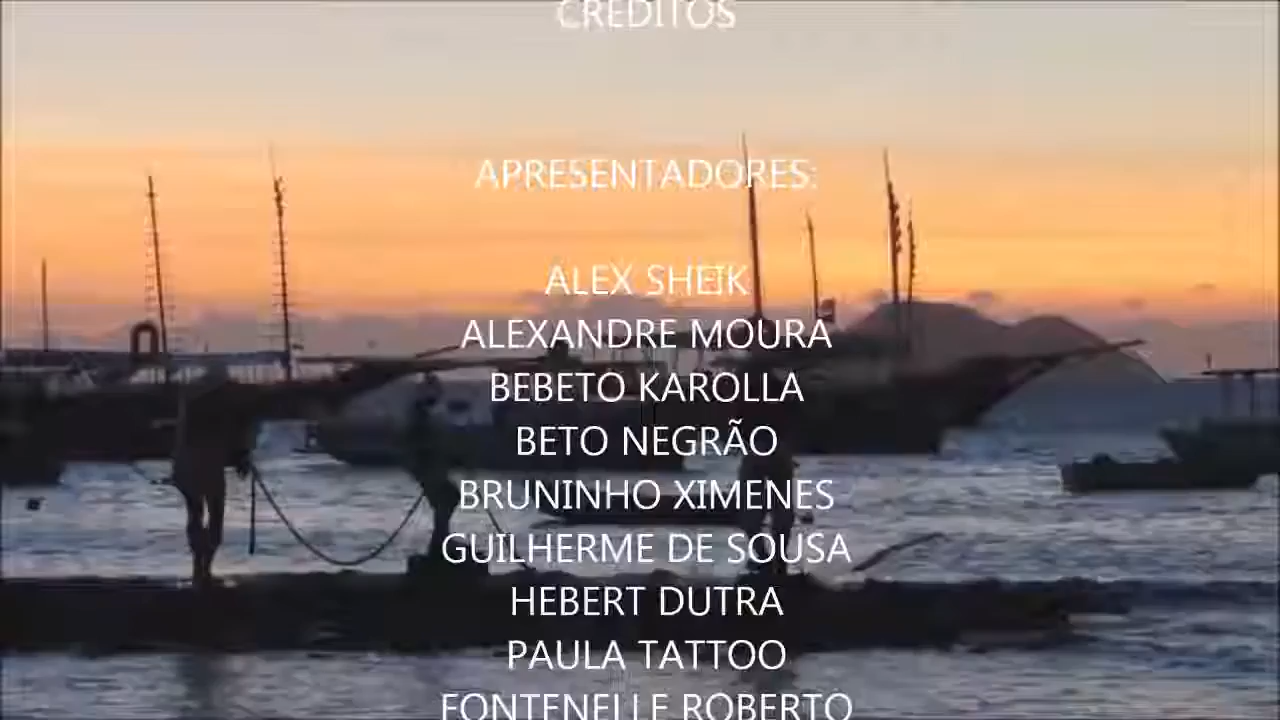 CRÉDITOS
APRESENTADORES:
ALEX SHEIK
ALEXANDRE MOURA
BEBETO KAROLLA
BETO NEGRÃO
BRUNINHO XIMENES
GUILHERME DE SOUSA
HEBERT DUTRA
PAULA TATTOO
FONTENELLE ROBERTO